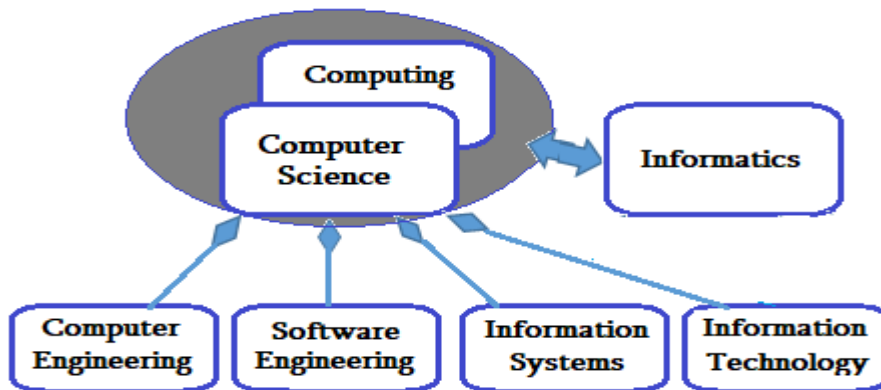 Computing
Computer
Science
Informatics
Computer
Engineering
Software
Engineering
Information
Systems
Information
Technology